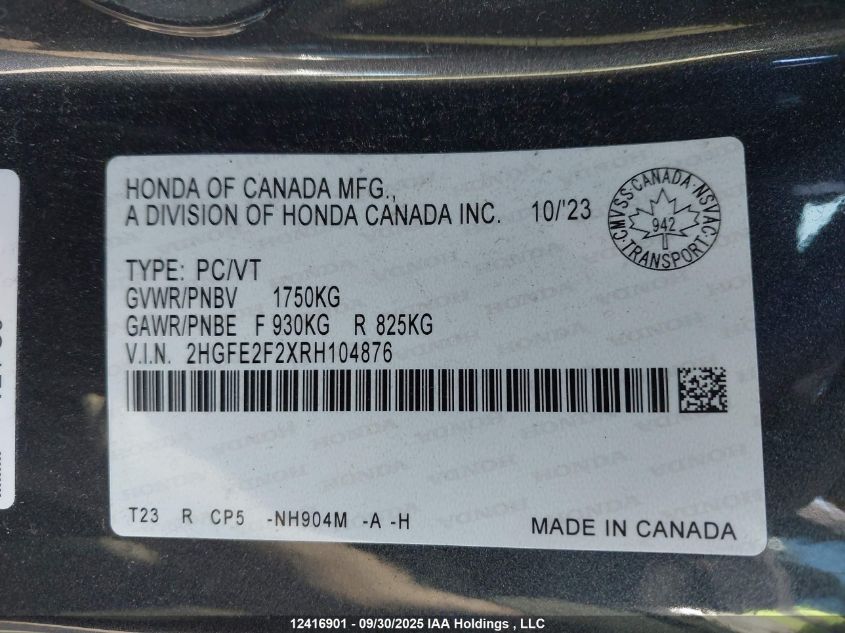 HONDA OF CANADA MFG.,
A DIVISION OF HONDA CANADA INC. 10/'23
CMVSS·CANADA·NSVAC·TRANSPORT·
942
TYPE: PC/VT
GVWR/PNBV 1750KG
GAWR/PNBE F 930KG R 825KG
V.I.N. 2HGFE2F2XRH104876
T23 R CP5 -NH904M -A -H
MADE IN CANADA
12416901 - 09/30/2025 IAA Holdings , LLC